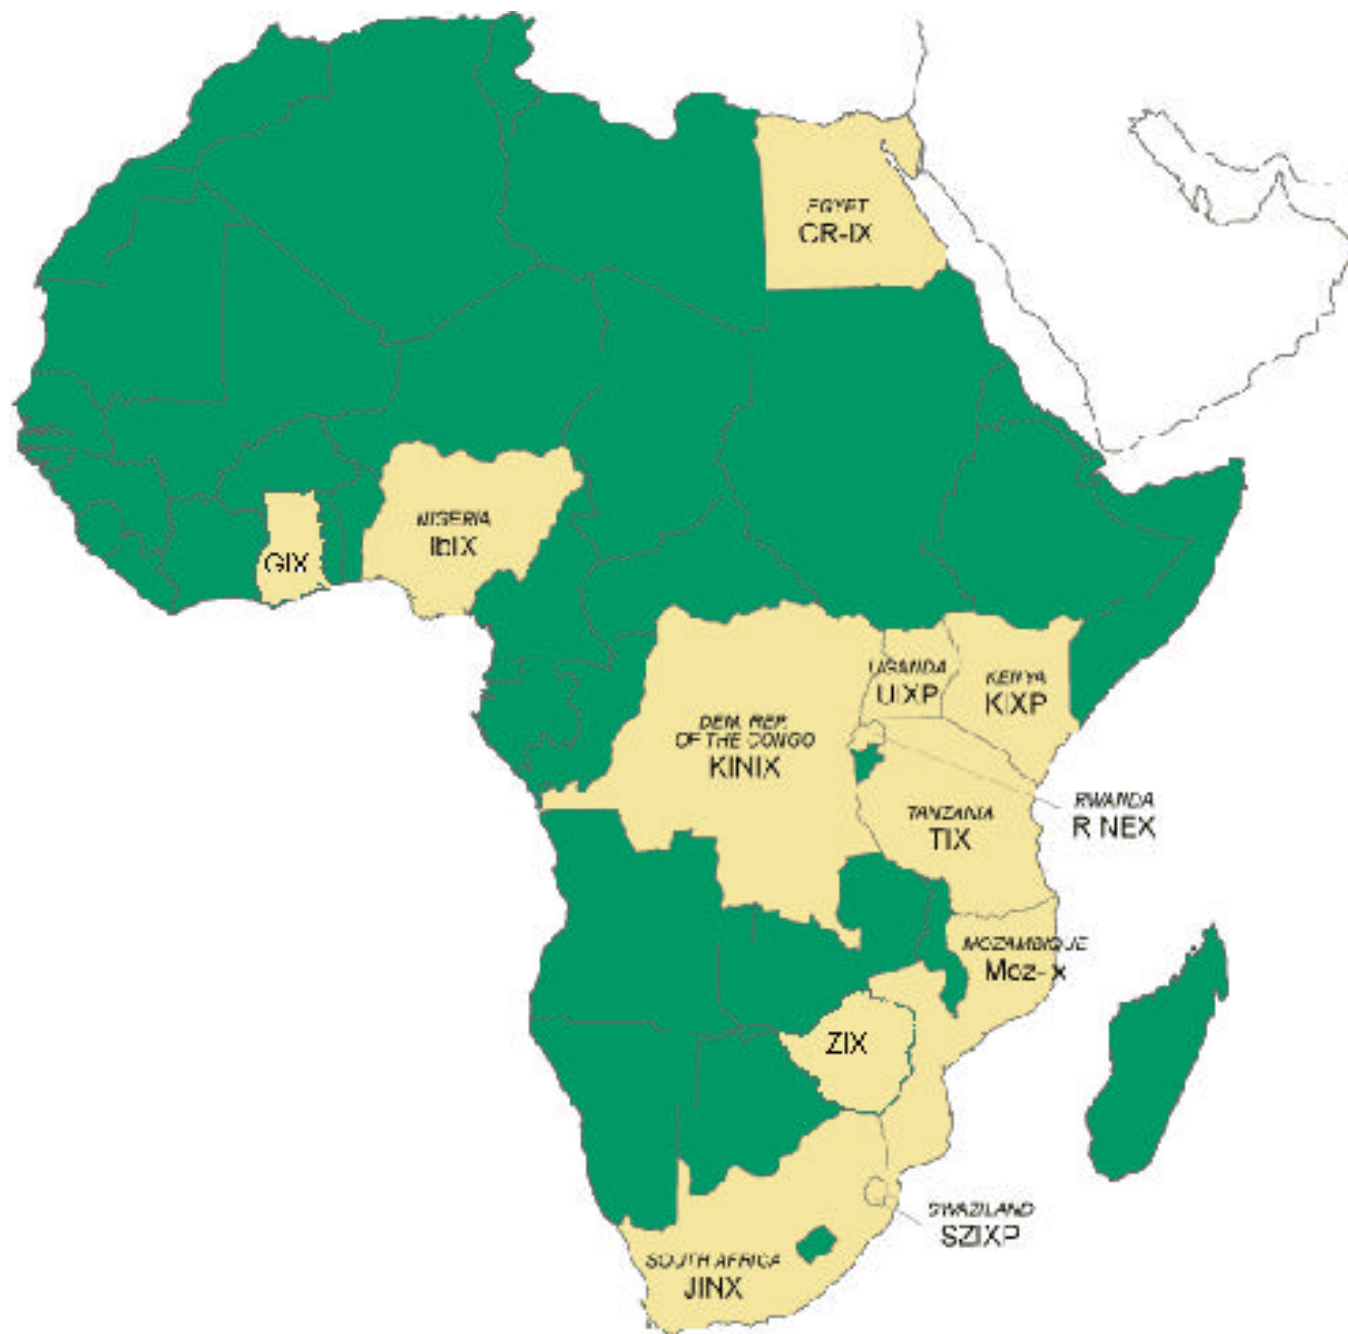 EGYPT
CR-IX
NIGERIA
IbIX
GIX
UGANDA
UIXP
KENYA
KIXP
DEM. REP.
OF THE CONGO
KINIX
RWANDA
R NEX
TANZANIA
TIX
MOZAMBIQUE
Moz-ix
ZIX
SWAZILAND
SZIXP
SOUTH AFRICA
JINX